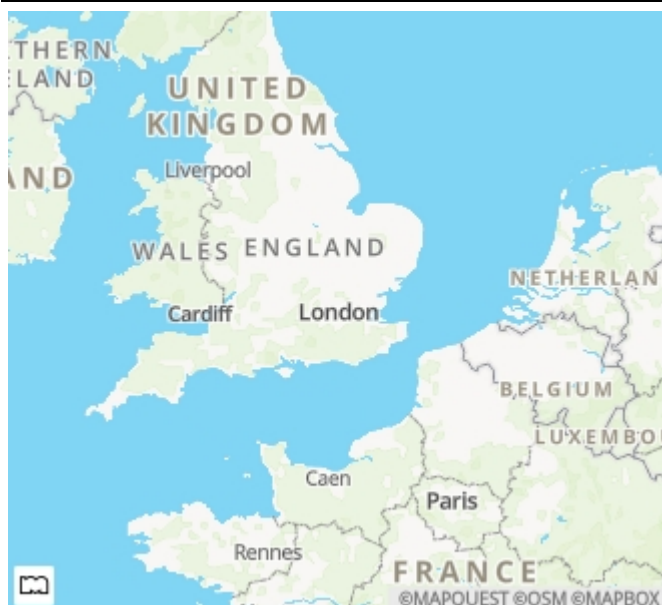 THERN
ELAND
UNITED
KINGDOM
Liverpool
AND
WALES
ENGLAND
NETHERLAN
Cardiff
London
BELGIUM
LUXEMBOU
Caen
Paris
Rennes
FRANCE
©MAPQUEST ©OSM ©MAPBOX